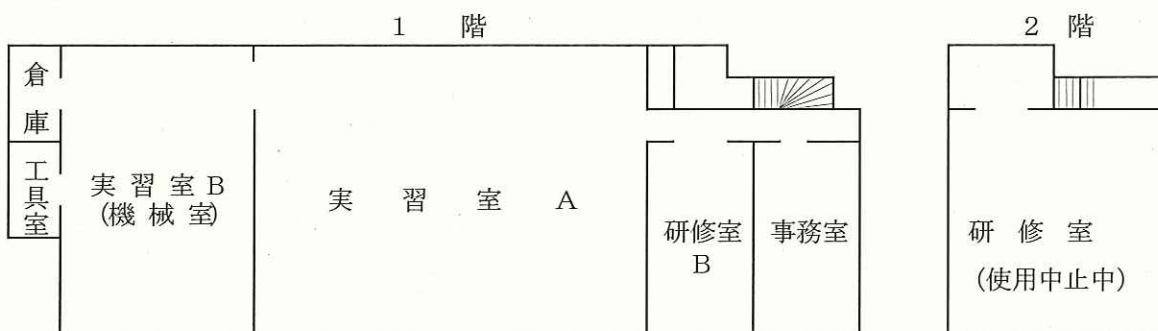 1 階
2 階
倉庫
工具室
実習室B
(機械室)
実習室A
研修室
B
事務室
研修室
(使用中止中)